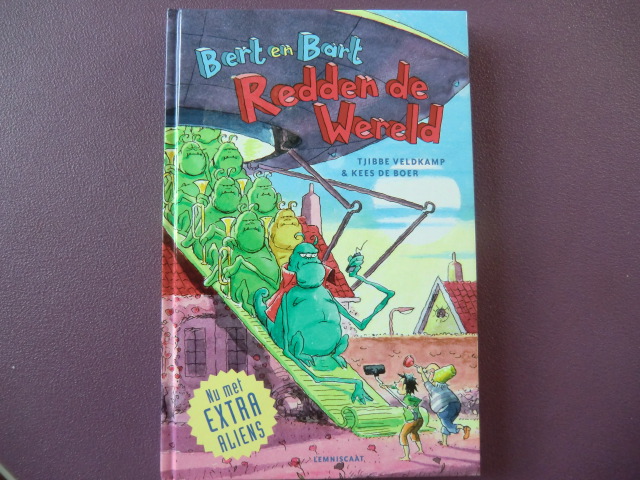 Bert en Bart
Redden de
Wereld
TJIBBE VELDKAMP
& KEES DE BOER
Nu met
EXTRA
ALIENS
LEMNISCAAT